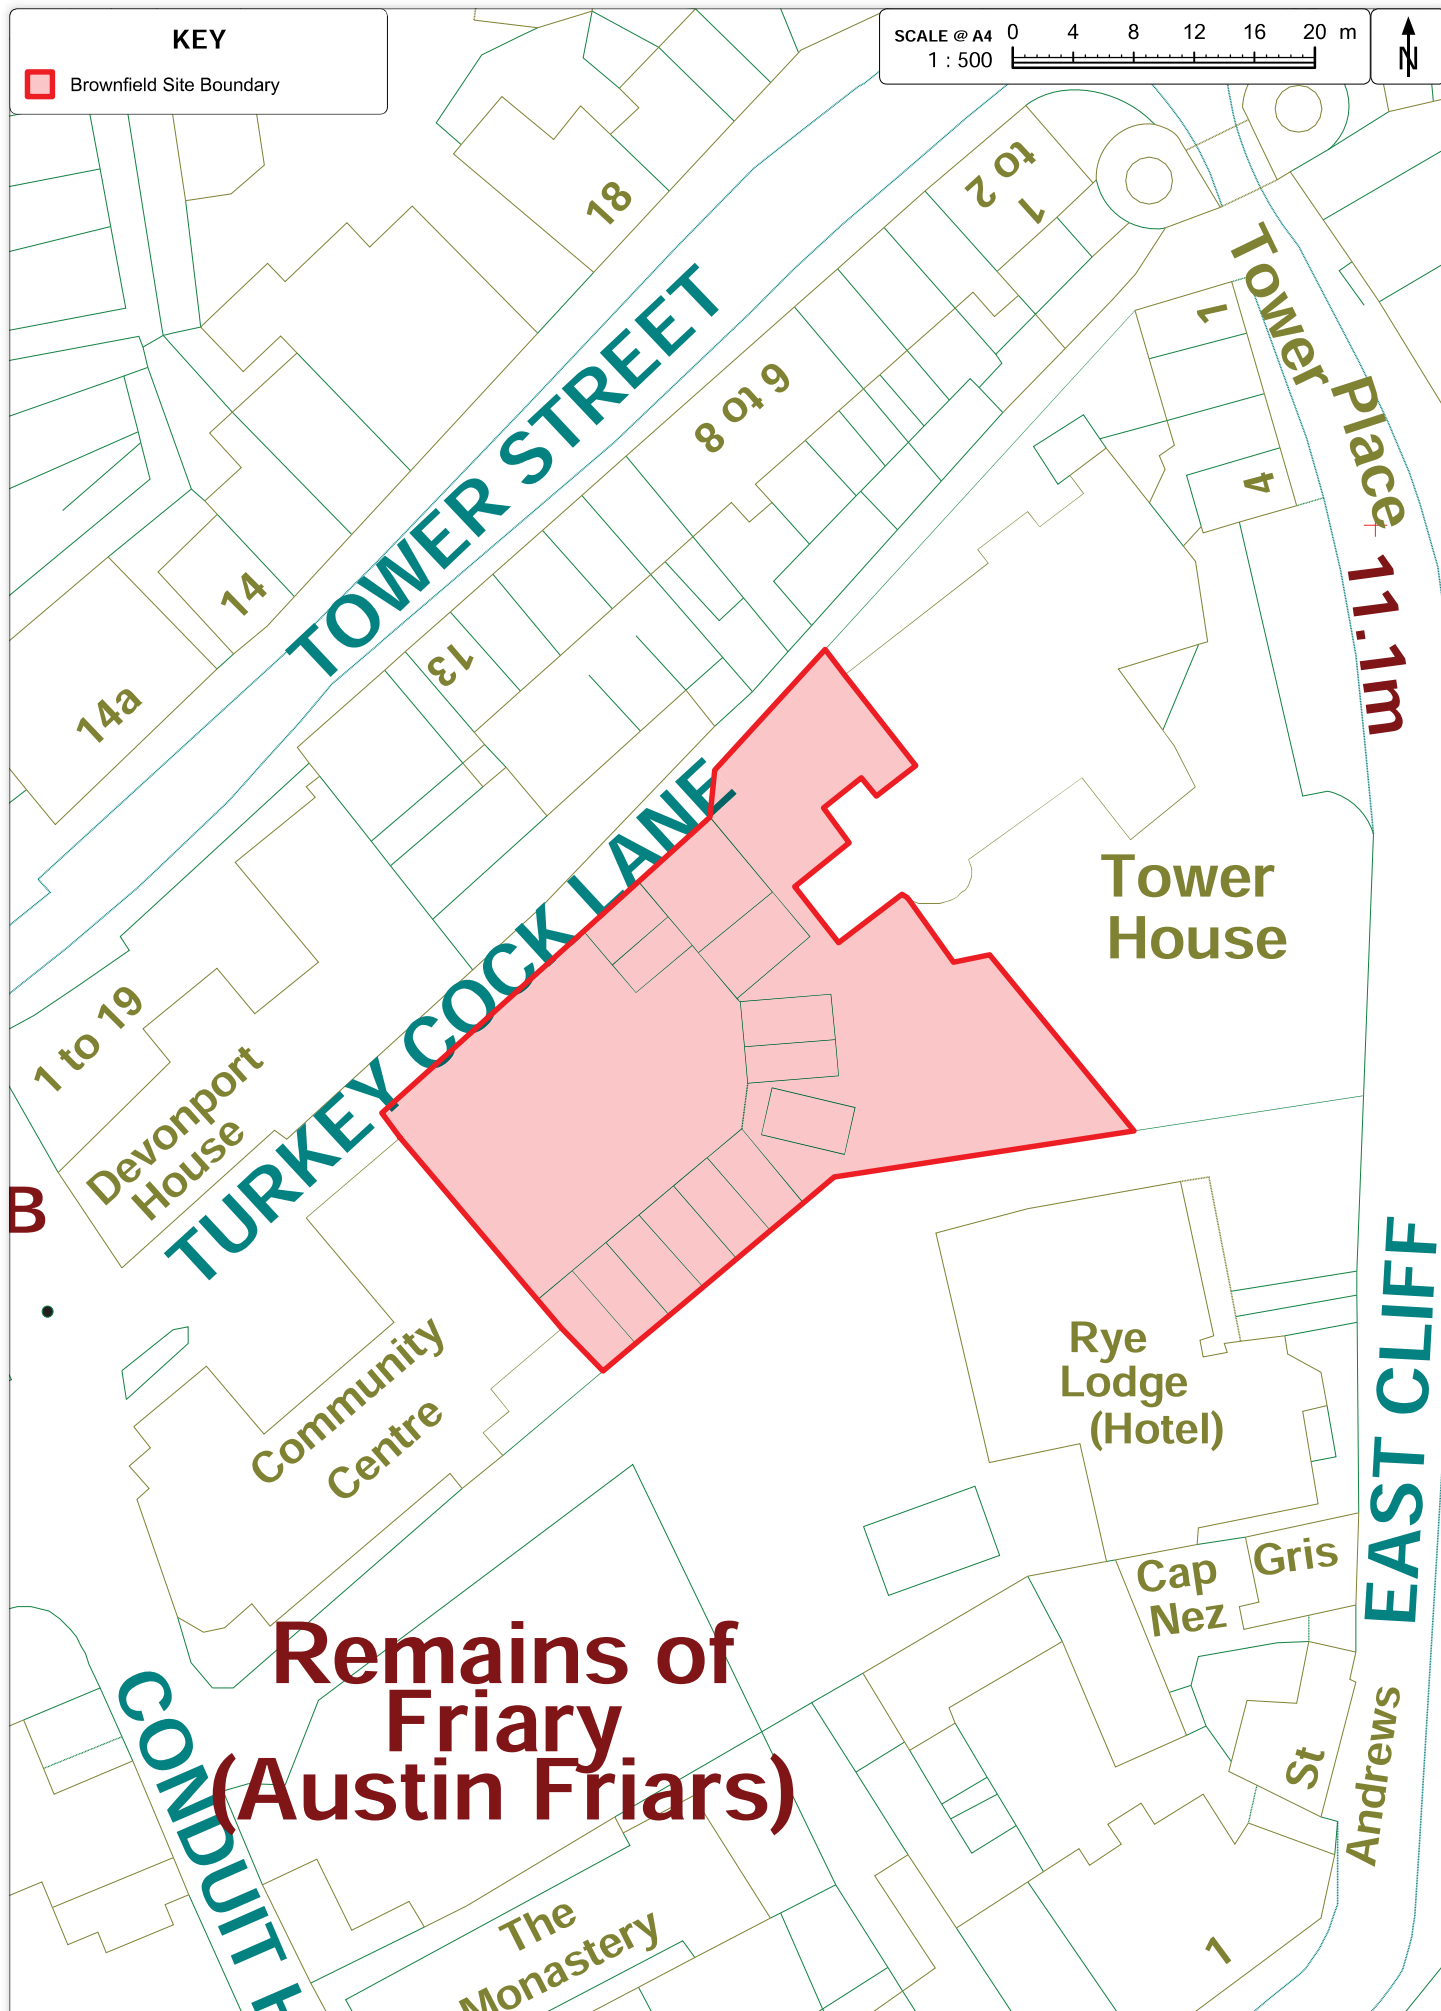 KEY
Brownfield Site Boundary
SCALE @ A4
1 : 500
0 4 8 12 16 20 m
N
18
1 to 2
TOWER STREET
6 to 8
1
Tower Place
4
11.1m
14
13
14a
TURKEY COCK LANE
Tower
House
1 to 19
Devonport
House
B
Community
Centre
Rye
Lodge
(Hotel)
EAST CLIFF
Cap
Nez
Gris
Remains of
Friary
(Austin Friars)
CONDUIT H
St
Andrews
The
Monastery
1